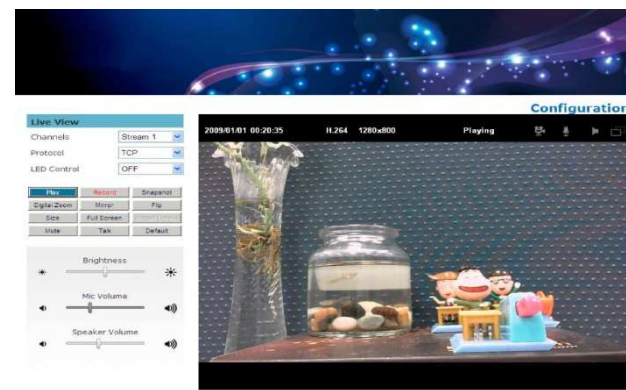 Configuration
Live View
Channels Stream 1
Protocol TCP
LED Control OFF
Play Record Snapshot
Digital Zoom Mirror Flip
Size Full Screen
Mute Talk Default
Brightness
Mic Volume
Speaker Volume
2009/01/01 00:20:35 H.264 1280x800 Playing